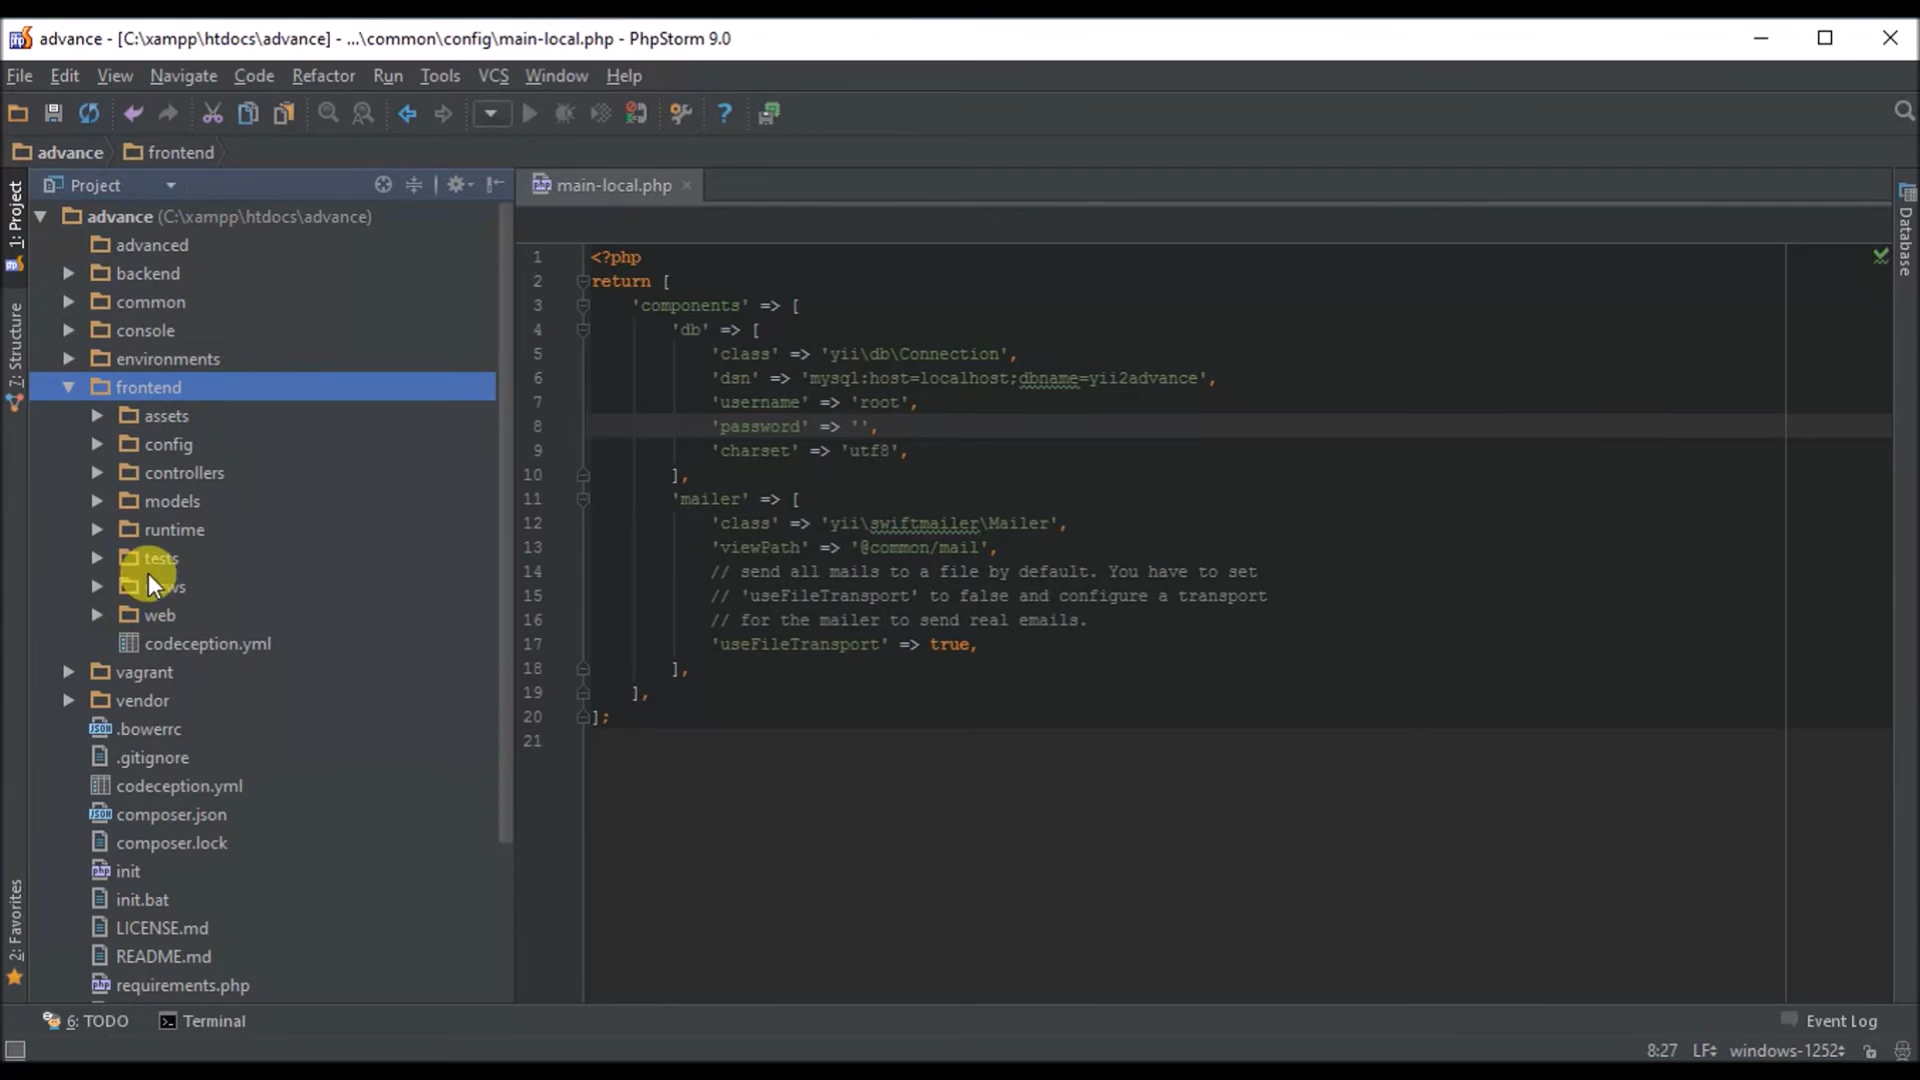 advance - [C:\xampp\htdocs\advance] - ...\common\config\main-local.php - PhpStorm 9.0
File Edit View Navigate Code Refactor Run Tools VCS Window Help
advance frontend
Project
main-local.php
1: Project
7: Structure
2: Favorites
Database
advance (C:\xampp\htdocs\advance)
advanced
backend
common
console
environments
frontend
assets
config
controllers
models
runtime
tests
web
codeception.yml
vagrant
vendor
.bowerrc
.gitignore
codeception.yml
composer.json
composer.lock
init
init.bat
LICENSE.md
README.md
requirements.php
1 <?php
2 return [
3 'components' => [
4 'db' => [
5 'class' => 'yii\db\Connection',
6 'dsn' => 'mysql:host=localhost;dbname=yii2advance',
7 'username' => 'root',
8 'password' => '',
9 'charset' => 'utf8',
10 ],
11 'mailer' => [
12 'class' => 'yii\swiftmailer\Mailer',
13 'viewPath' => '@common/mail',
14 // send all mails to a file by default. You have to set
15 // 'useFileTransport' to false and configure a transport
16 // for the mailer to send real emails.
17 'useFileTransport' => true,
18 ],
19 ],
20 ];
21
6: TODO Terminal Event Log
8:27 LF windows-1252